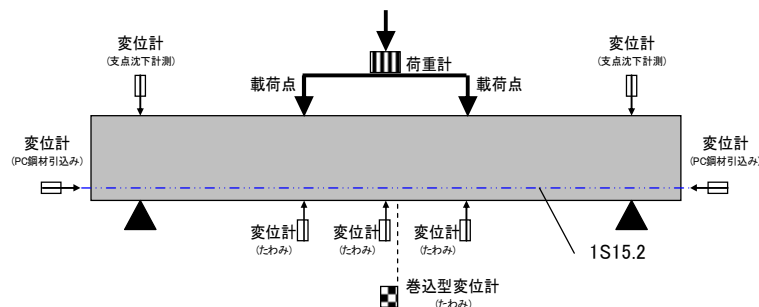 変位計
(支点沈下計測)
荷重計
載荷点
載荷点
変位計
(支点沈下計測)
変位計
(PC鋼材引込み)
変位計
(PC鋼材引込み)
変位計
(たわみ)
変位計
(たわみ)
変位計
(たわみ)
1S15.2
巻込型変位計
(たわみ)